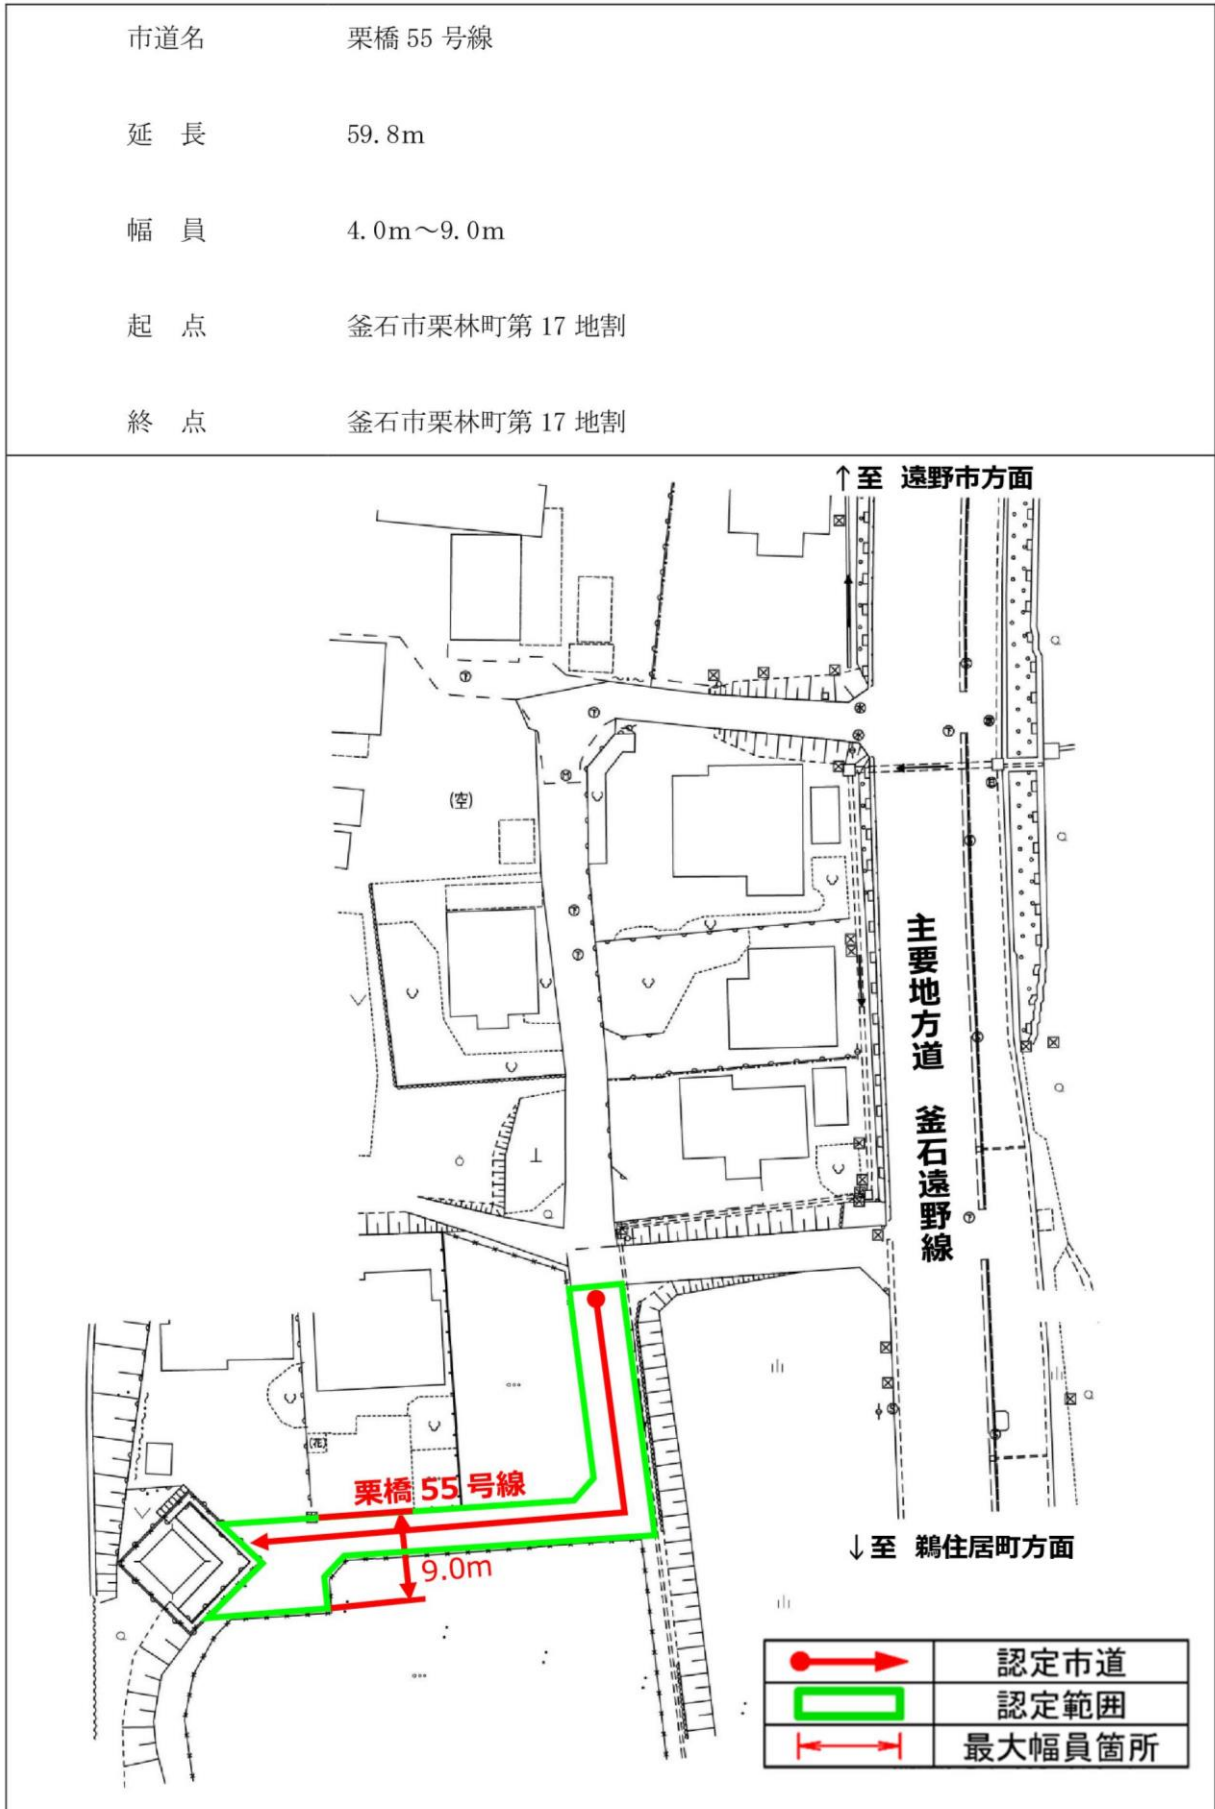 市道名 栗橋 55 号線
延 長 59.8m
幅 員 4.0m～9.0m
起 点 釜石市栗林町第 17 地割
終 点 釜石市栗林町第 17 地割
↑至 遠野市方面
(空)
主要地方道 釜石遠野線
(花)
栗橋 55 号線
9.0m
↓至 鵜住居町方面
認定市道
認定範囲
最大幅員箇所